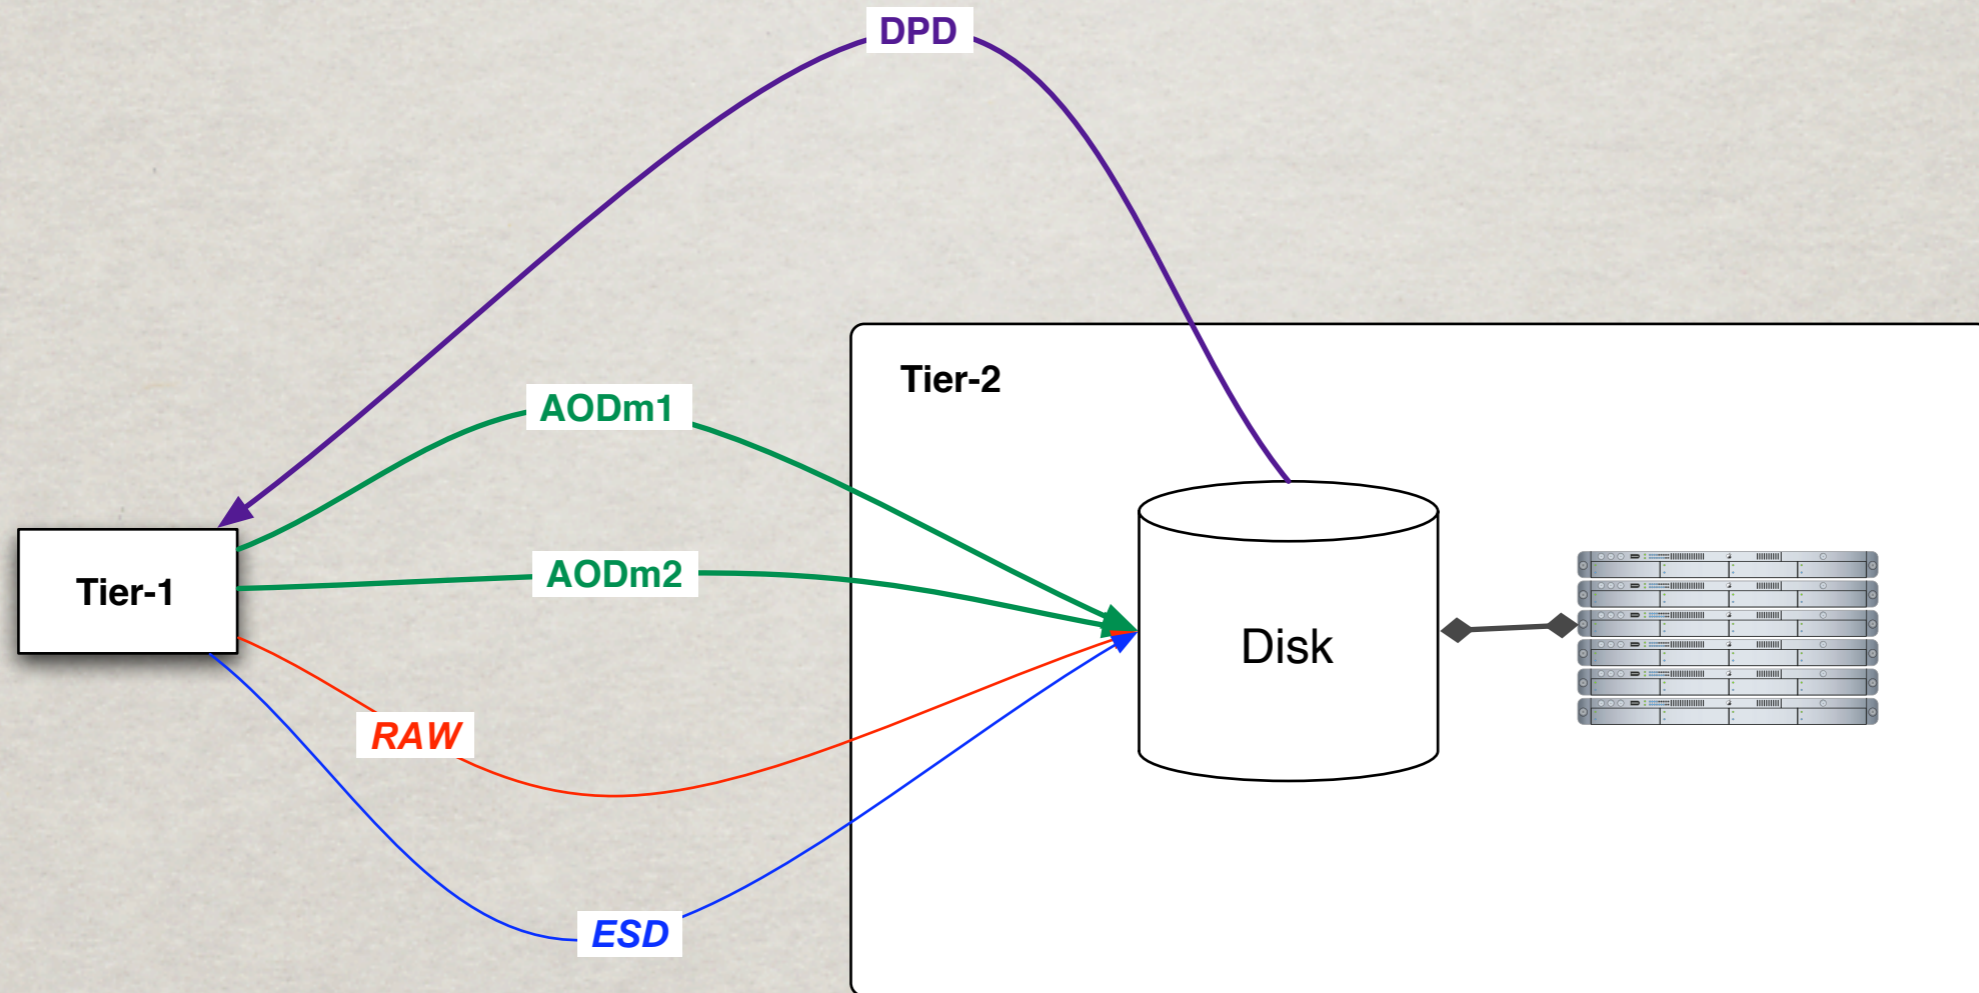 DPD
Tier-2
AODm1
AODm2
Tier-1
Disk
RAW
ESD